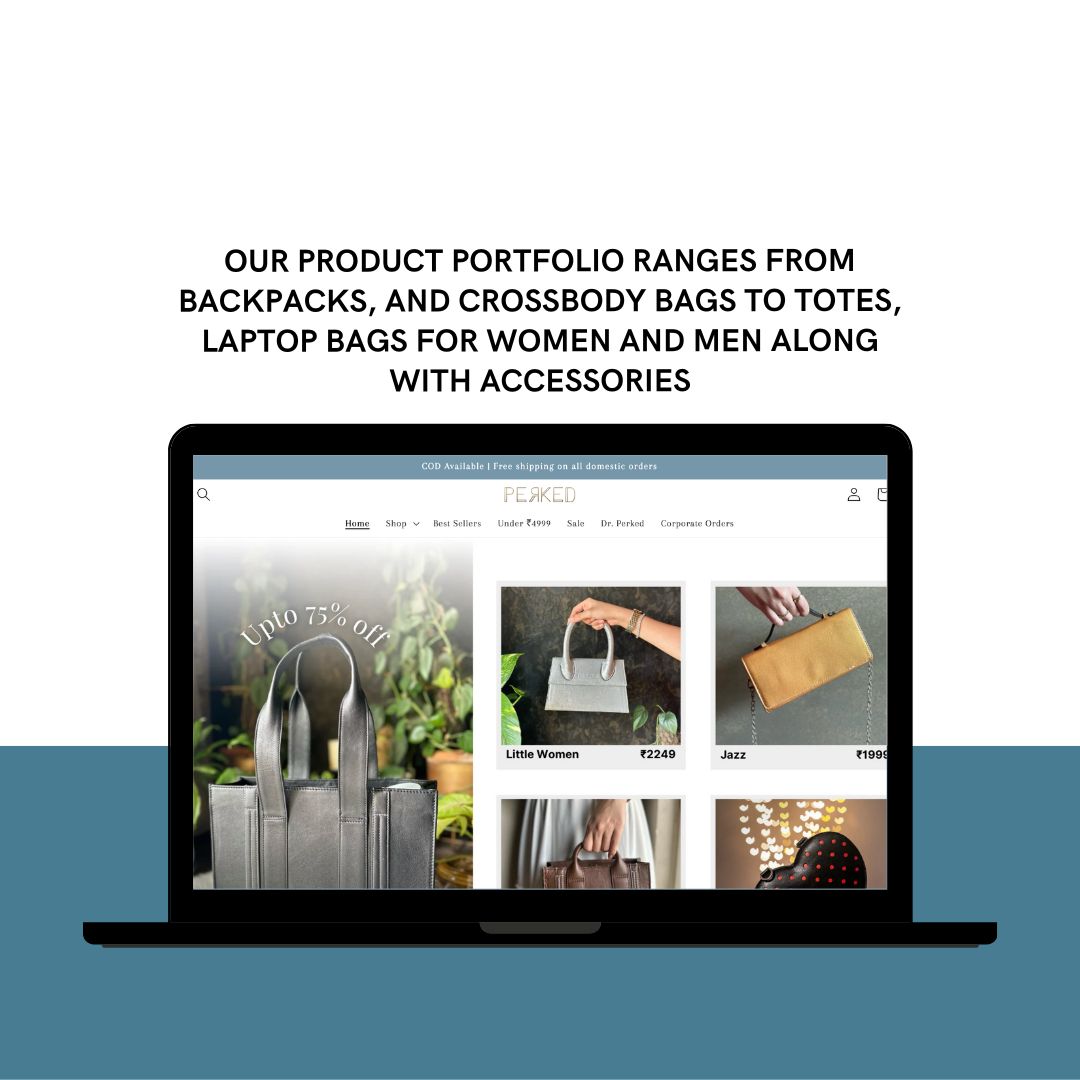 OUR PRODUCT PORTFOLIO RANGES FROM
BACKPACKS, AND CROSSBODY BAGS TO TOTES,
LAPTOP BAGS FOR WOMEN AND MEN ALONG
WITH ACCESSORIES
COD Available | Free shipping on all domestic orders
PERKED
Home Shop Best Sellers Under ₹4999 Sale Dr. Perked Corporate Orders
Upto 75% off
Little Women ₹2249
Jazz ₹1999